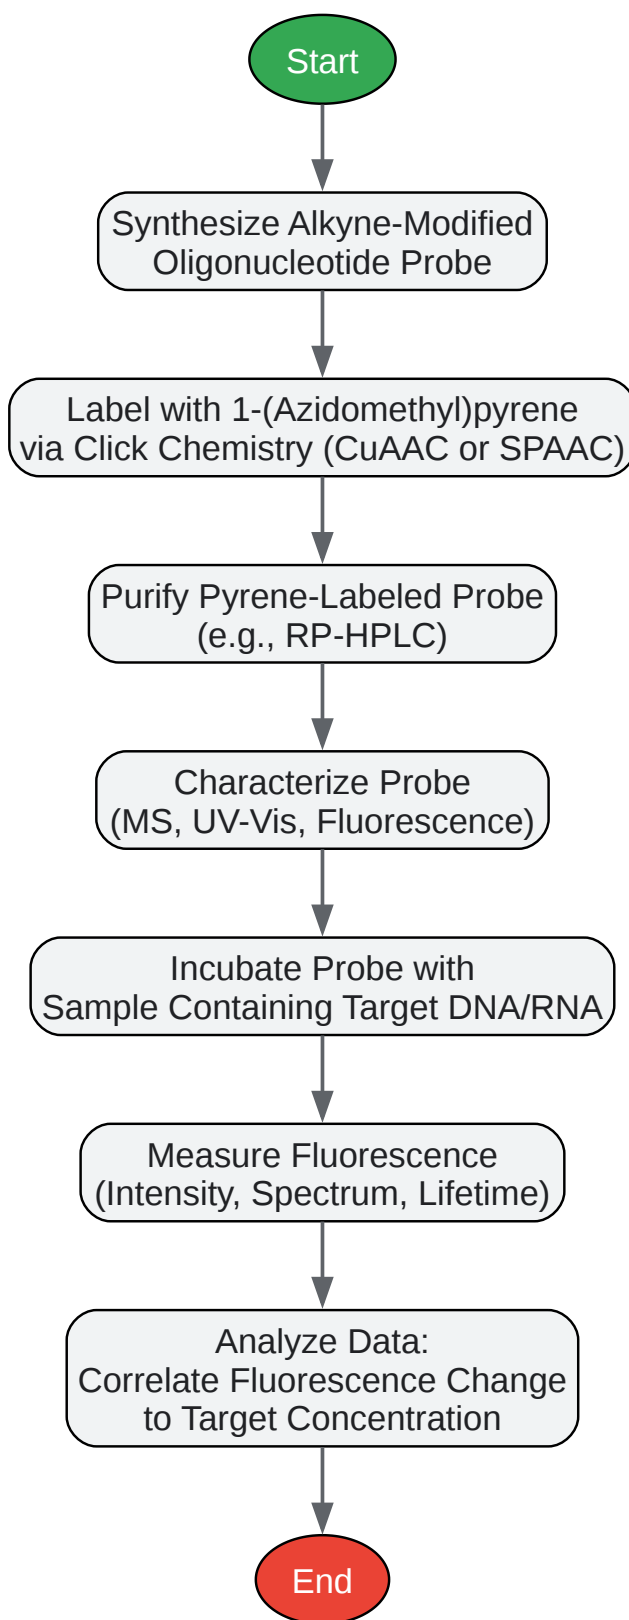 Start
Synthesize Alkyne-Modified
Oligonucleotide Probe
Label with 1-(Azidomethyl)pyrene
via Click Chemistry (CuAAC or SPAAC)
Purify Pyrene-Labeled Probe
(e.g., RP-HPLC)
Characterize Probe
(MS, UV-Vis, Fluorescence)
Incubate Probe with
Sample Containing Target DNA/RNA
Measure Fluorescence
(Intensity, Spectrum, Lifetime)
Analyze Data:
Correlate Fluorescence Change
to Target Concentration
End